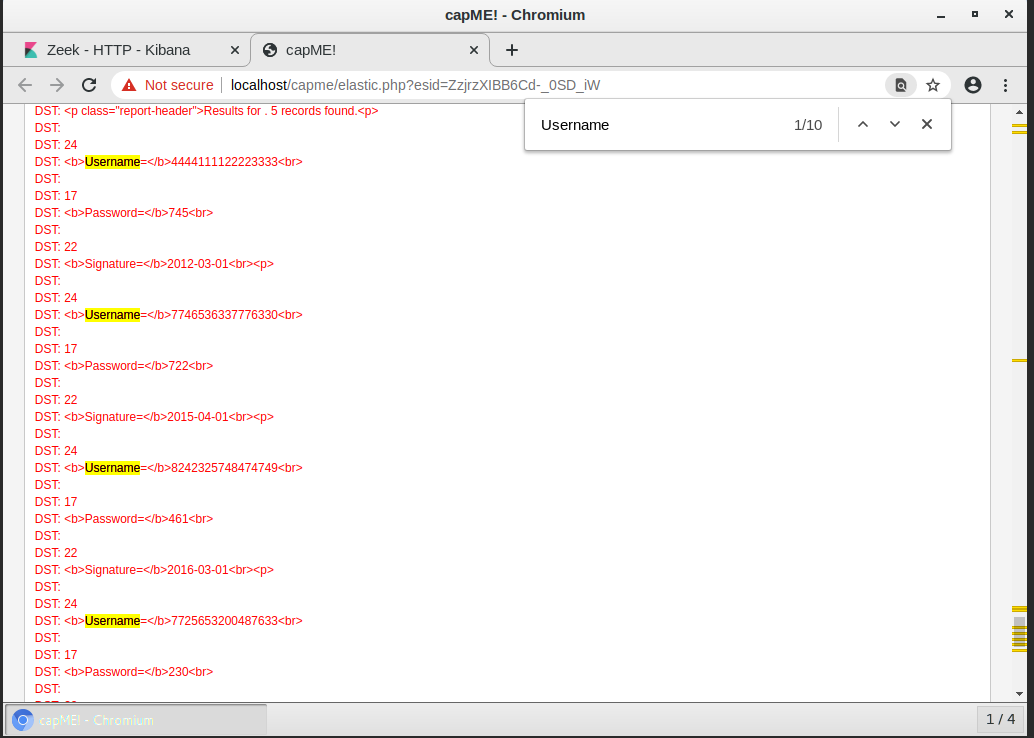 capME! - Chromium
Zeek - HTTP - Kibana
capME!
Not secure
localhost/capme/elastic.php?esid=ZzjrzXIBB6Cd-_0SD_iW
Username
1/10
DST: <p class="report-header">Results for . 5 records found.<p>
DST:
DST: 24
DST: <b>Username=</b>4444111122223333<br>
DST:
DST: 17
DST: <b>Password=</b>745<br>
DST:
DST: 22
DST: <b>Signature=</b>2012-03-01<br><p>
DST:
DST: 24
DST: <b>Username=</b>7746536337776330<br>
DST:
DST: 17
DST: <b>Password=</b>722<br>
DST:
DST: 22
DST: <b>Signature=</b>2015-04-01<br><p>
DST:
DST: 24
DST: <b>Username=</b>8242325748474749<br>
DST:
DST: 17
DST: <b>Password=</b>461<br>
DST:
DST: 22
DST: <b>Signature=</b>2016-03-01<br><p>
DST:
DST: 24
DST: <b>Username=</b>7725653200487633<br>
DST:
DST: 17
DST: <b>Password=</b>230<br>
DST:
capME! - Chromium
1 / 4